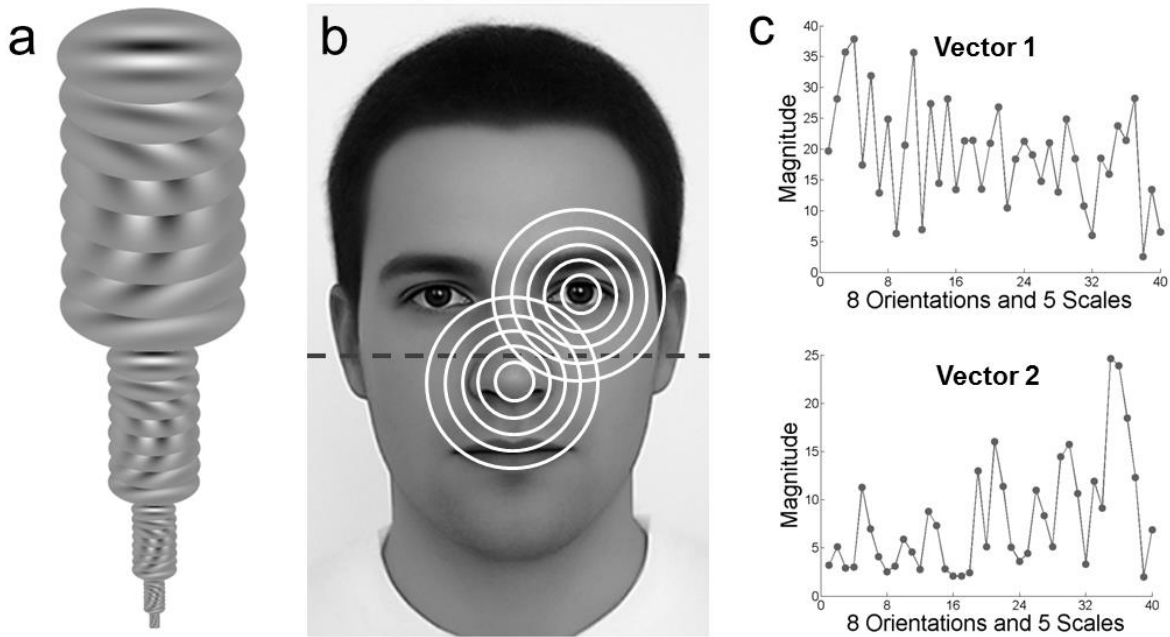 a
b
c
Vector 1
Magnitude
40
35
30
25
20
15
10
5
0
0 8 16 24 32 40
8 Orientations and 5 Scales
Vector 2
Magnitude
25
20
15
10
5
0
0 8 16 24 32 40
8 Orientations and 5 Scales